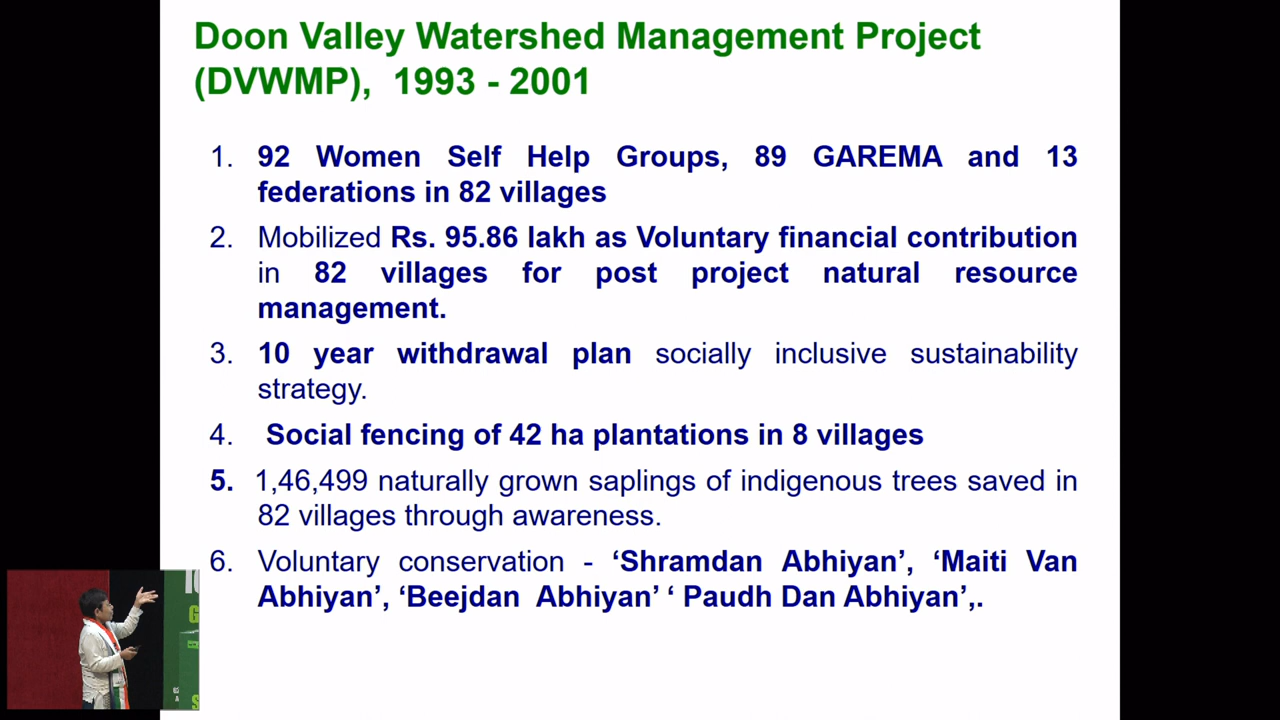 Doon Valley Watershed Management Project
(DVWMP), 1993 - 2001
1. 92 Women Self Help Groups, 89 GAREMA and 13
federations in 82 villages
2. Mobilized Rs. 95.86 lakh as Voluntary financial contribution
in 82 villages for post project natural resource
management.
3. 10 year withdrawal plan socially inclusive sustainability
strategy.
4. Social fencing of 42 ha plantations in 8 villages
5. 1,46,499 naturally grown saplings of indigenous trees saved in
82 villages through awareness.
6. Voluntary conservation - ‘Shramdan Abhiyan’, ‘Maiti Van
Abhiyan’, ‘Beejdan Abhiyan’ ‘ Paudh Dan Abhiyan’,.